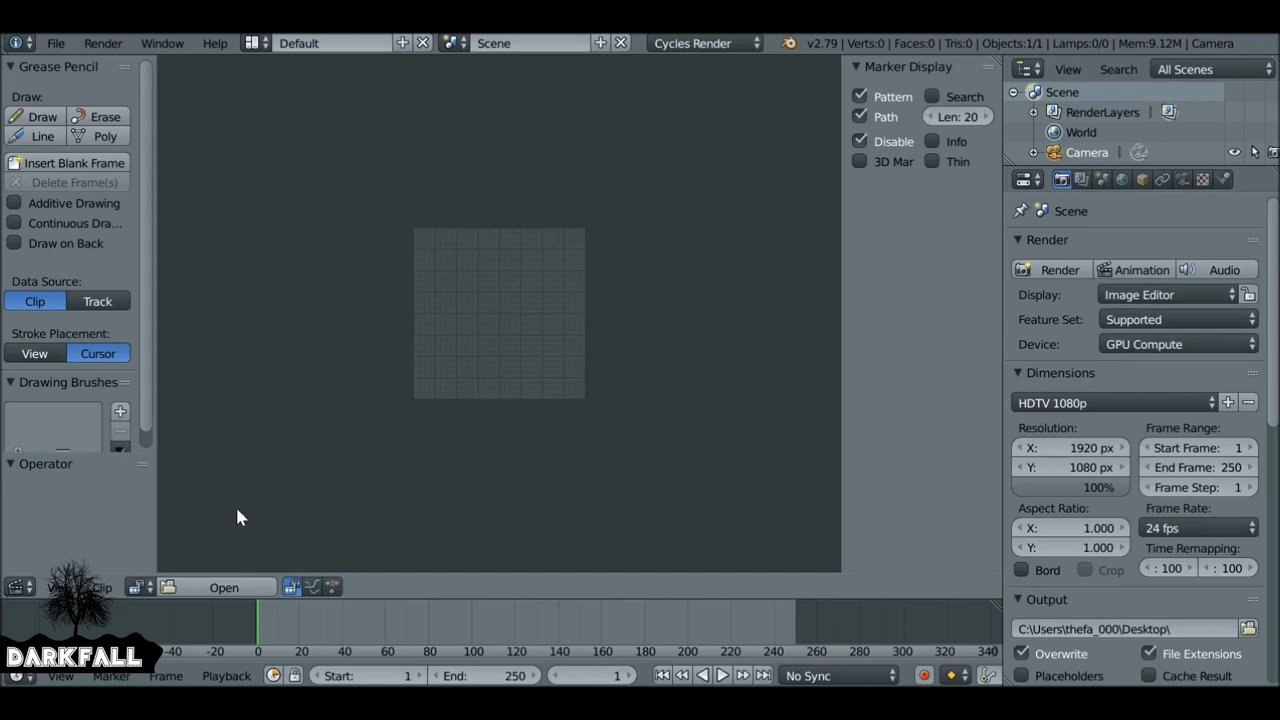 File Render Window Help Default Scene Cycles Render v2.79 | Verts:0 | Faces:0 | Tris:0 | Objects:1/1 | Lamps:0/0 | Mem:9.12M | Camera
Grease Pencil
Draw:
Draw Erase
Line Poly
Insert Blank Frame
Delete Frame(s)
Additive Drawing
Continuous Dra...
Draw on Back
Data Source:
Clip Track
Stroke Placement:
View Cursor
Drawing Brushes
Operator
Marker Display
Pattern Search
Path Len: 20
Disable Info
3D Mar Thin
View Search All Scenes
Scene
RenderLayers
World
Camera
Scene
Render
Render Animation Audio
Display: Image Editor
Feature Set: Supported
Device: GPU Compute
Dimensions
HDTV 1080p
Resolution: Frame Range:
X: 1920 px Start Frame: 1
Y: 1080 px End Frame: 250
100% Frame Step: 1
Aspect Ratio: Frame Rate:
X: 1.000 24 fps
Y: 1.000 Time Remapping:
Bord Crop : 100 : 100
Output
C:\Users\thefa_000\Desktop\
Overwrite File Extensions
Placeholders Cache Result
Clip Open
-40 -20 0 20 40 60 80 100 120 140 160 180 200 220 240 260 280 300 320 340
View Marker Frame Playback Start: 1 End: 250 1 No Sync
DARKFALL